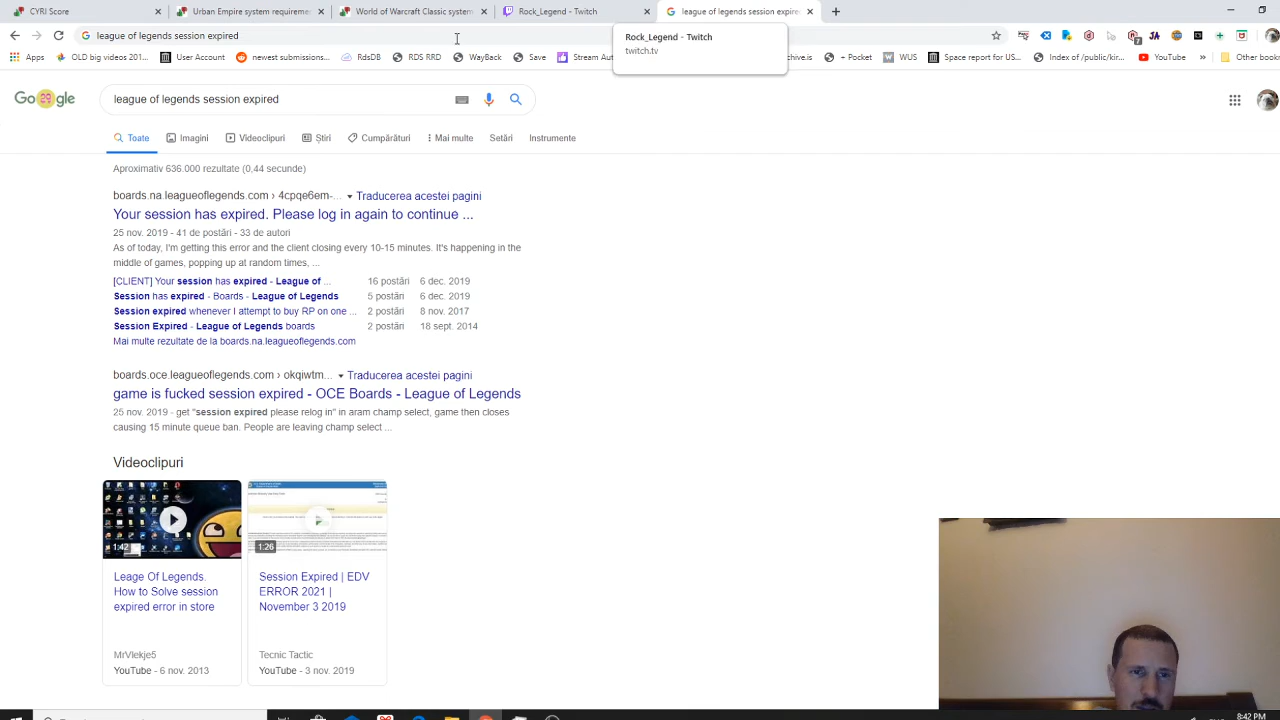 CYRI Score
Urban Empire system requireme
World of Warcraft Classic system
Rock_Legend - Twitch
league of legends session expire
league of legends session expired
Rock_Legend - Twitch
twitch.tv
Apps
OLD big 201...
User Account
newest submissions...
RdsDB
RDS RRD
WayBack
Save
Stream Aut
chive.is
+ Pocket
WUS
Space report for US...
Index of /public/kir...
YouTube
Other bookm
Google
league of legends session expired
Toate
Imagini
Videoclipuri
Știri
Cumpărături
Mai multe
Setări
Instrumente
Aproximativ 636.000 rezultate (0,44 secunde)
boards.na.leagueoflegends.com › 4cpqe6em-... ▾ Traducerea acestei pagini
Your session has expired. Please log in again to continue ...
25 nov. 2019 - 41 de postări - 33 de autori
As of today, I'm getting this error and the client closing every 10-15 minutes. It's happening in the
middle of games, popping up at random times, ...
[CLIENT] Your session has expired - League of ... 16 postări 6 dec. 2019
Session has expired - Boards - League of Legends 5 postări 6 dec. 2019
Session expired whenever I attempt to buy RP on one ... 2 postări 8 nov. 2017
Session Expired - League of Legends boards 2 postări 18 sept. 2014
Mai multe rezultate de la boards.na.leagueoflegends.com
boards.oce.leagueoflegends.com › okqiwtm... ▾ Traducerea acestei pagini
game is fucked session expired - OCE Boards - League of Legends
25 nov. 2019 - get "session expired please relog in" in aram champ select, game then closes
causing 15 minute queue ban. People are leaving champ select ...
Videoclipuri
1:26
Leage Of Legends.
How to Solve session
expired error in store
MrVlekje5
YouTube - 6 nov. 2013
Session Expired | EDV
ERROR 2021 |
November 3 2019
Tecnic Tactic
YouTube - 3 nov. 2019
8:42 PM